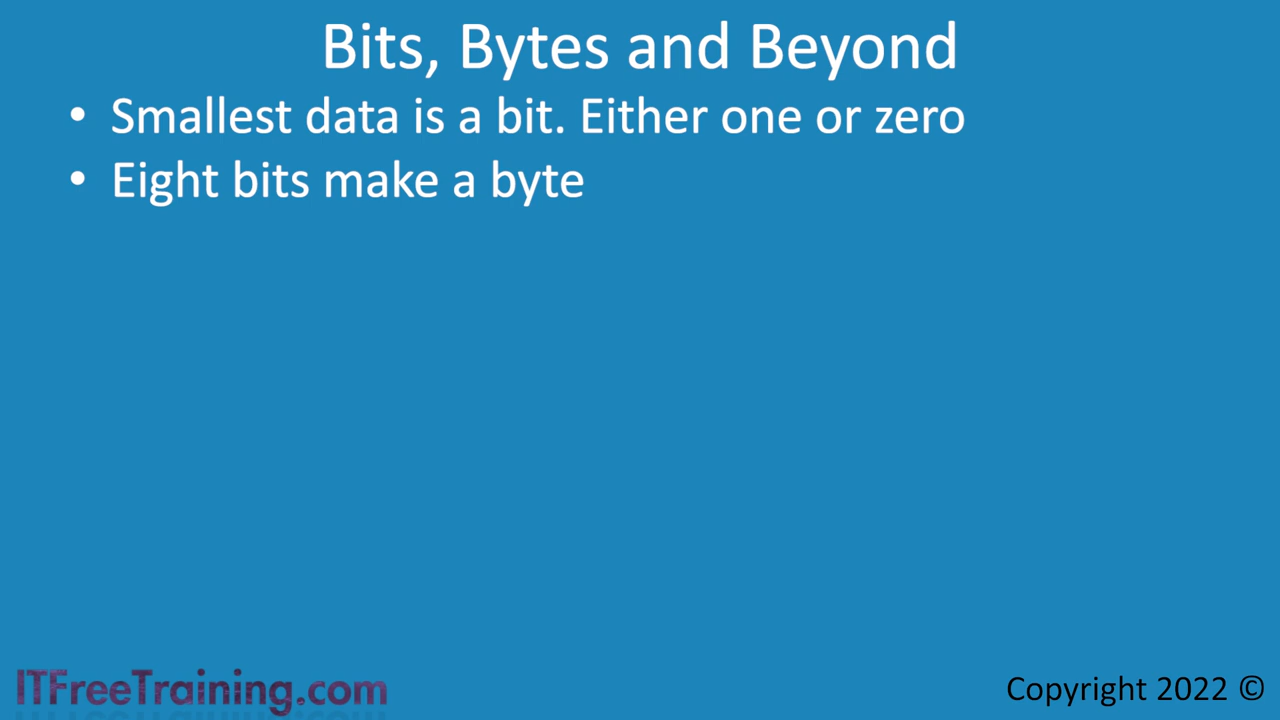 Bits, Bytes and Beyond
• Smallest data is a bit. Either one or zero
• Eight bits make a byte
ITFreeTraining.com
Copyright 2022 ©